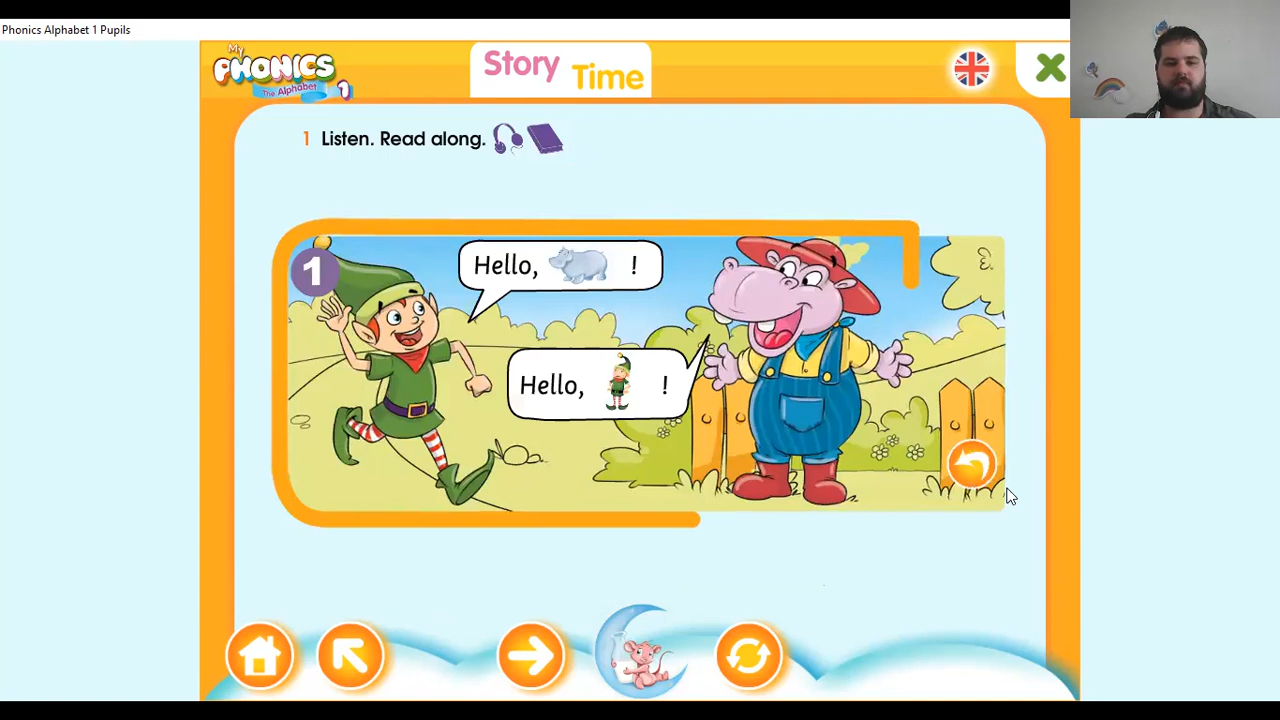 Phonics Alphabet 1 Pupils
My
PHONICS
The Alphabet 1
Story Time
1 Listen. Read along.
1
Hello, !
Hello, !